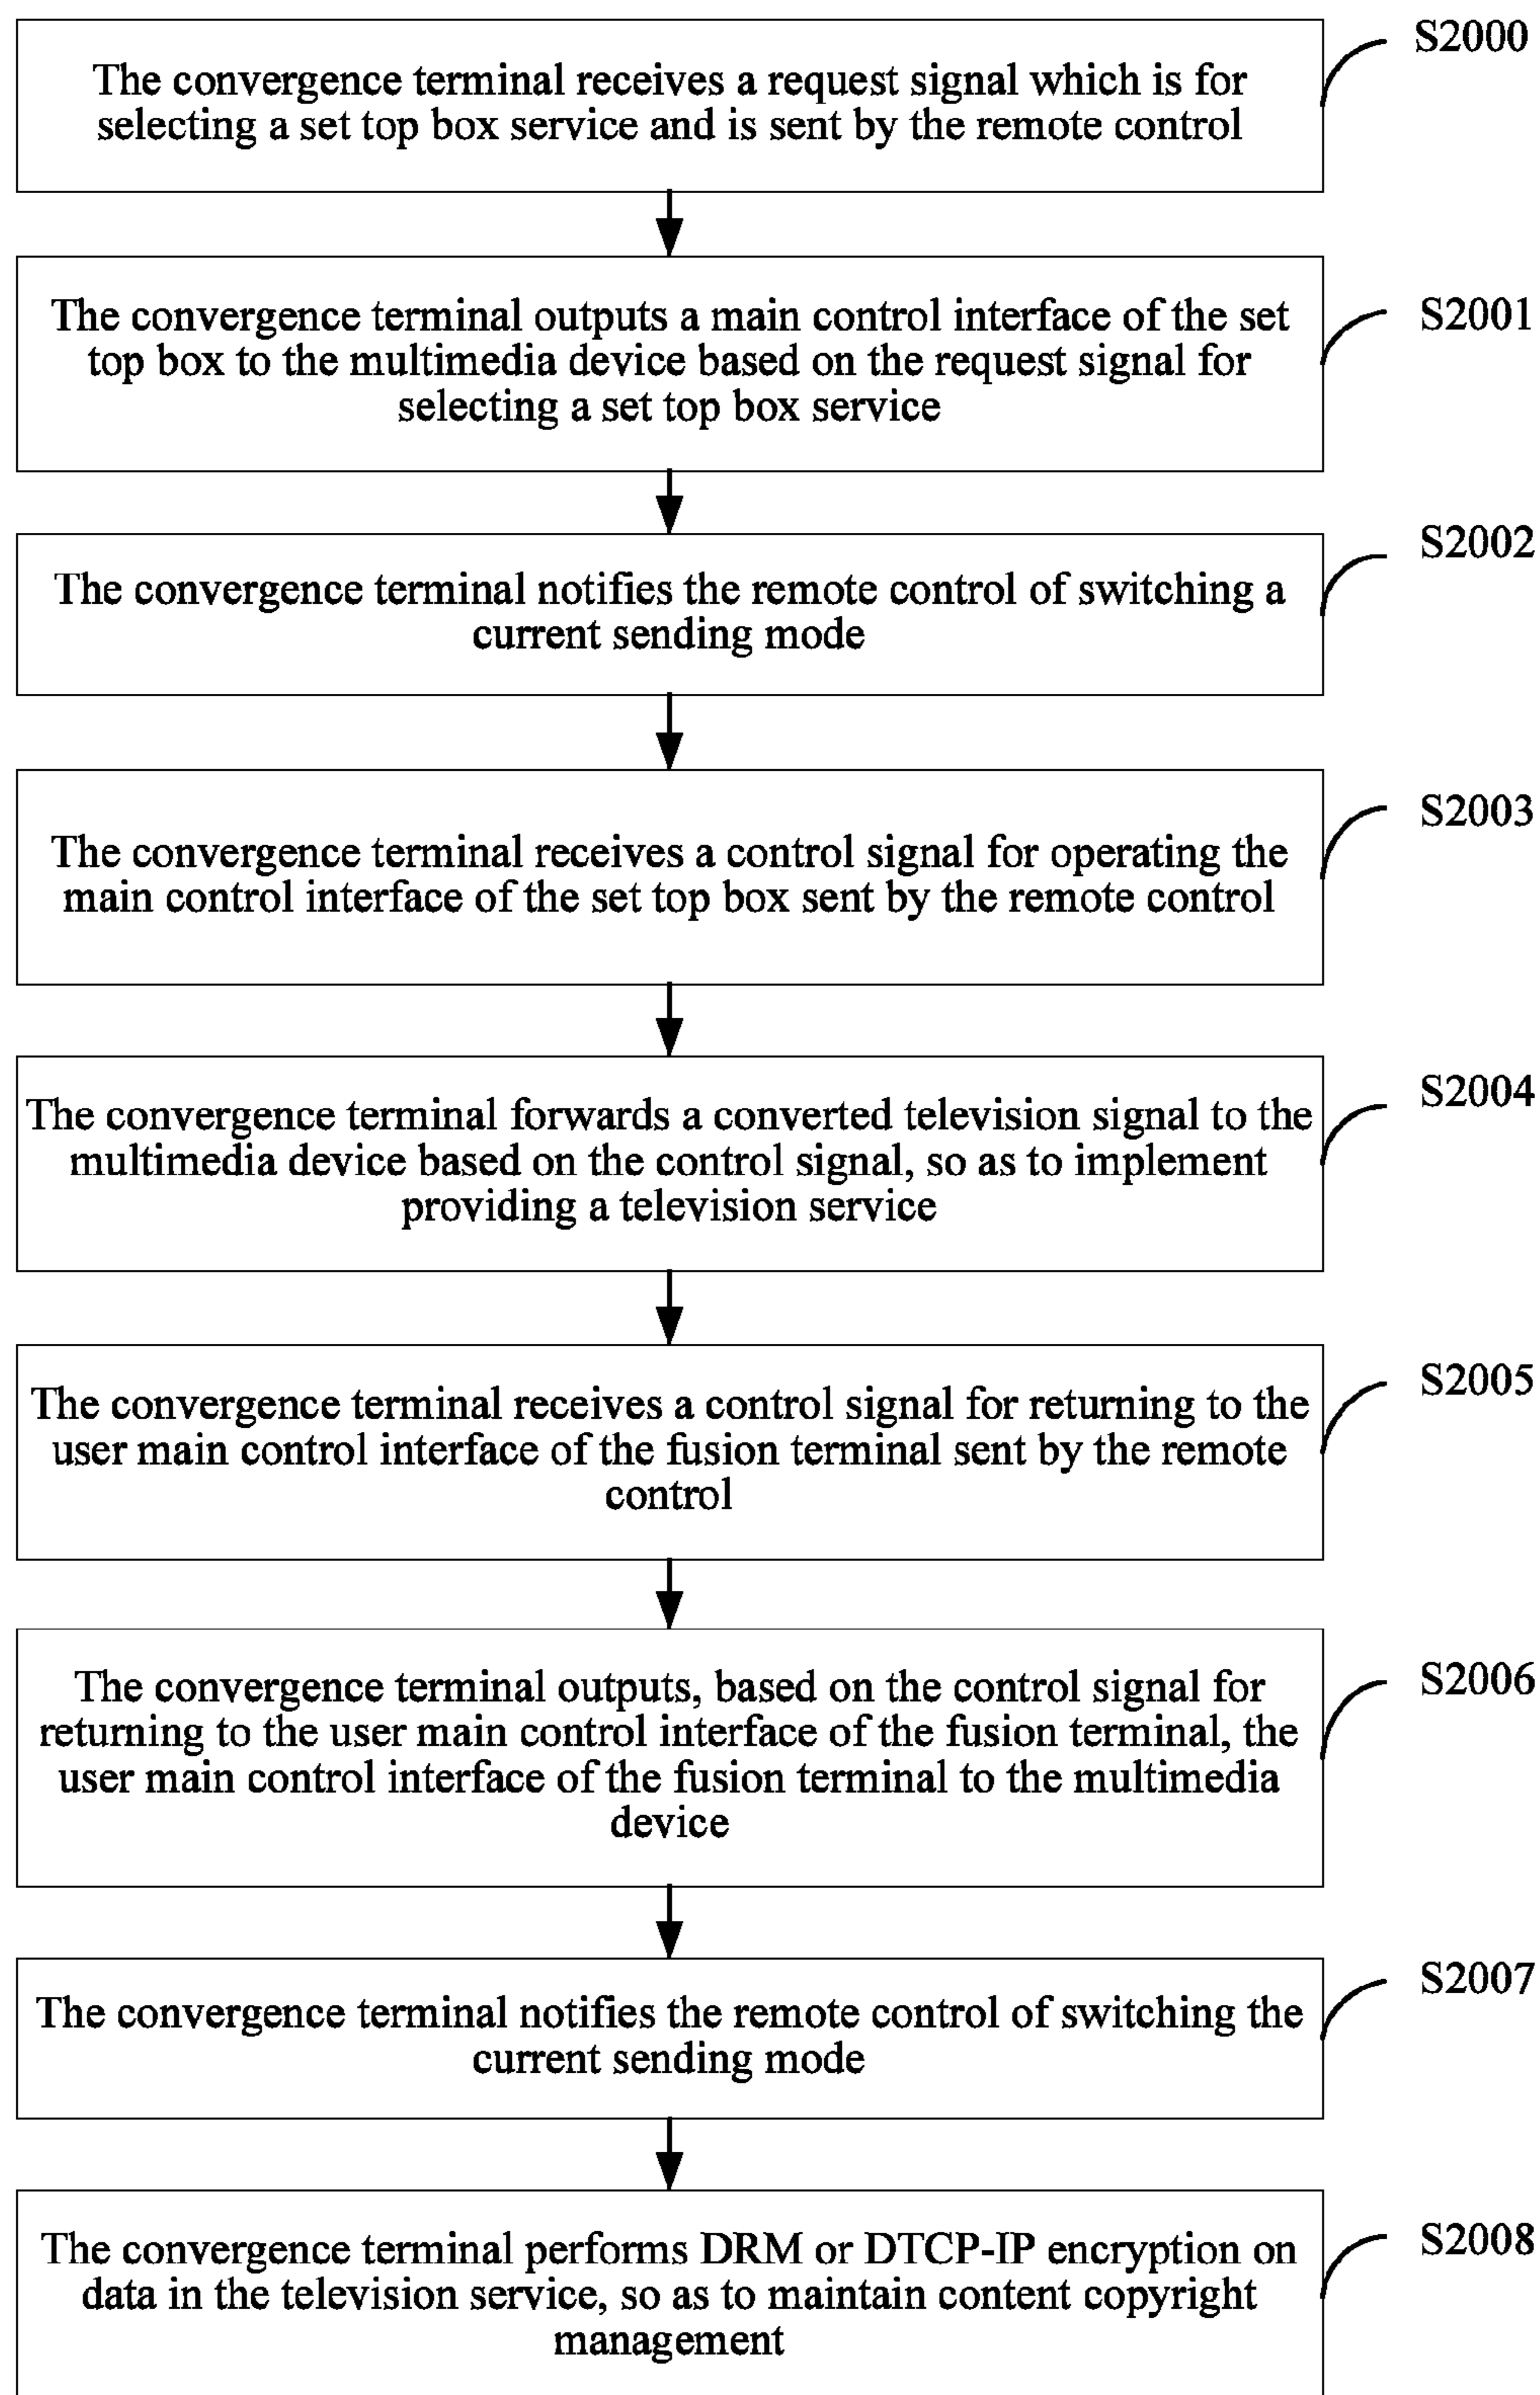 S2000
The convergence terminal receives a request signal which is for
selecting a set top box service and is sent by the remote control
S2001
The convergence terminal outputs a main control interface of the set
top box to the multimedia device based on the request signal for
selecting a set top box service
S2002
The convergence terminal notifies the remote control of switching a
current sending mode
S2003
The convergence terminal receives a control signal for operating the
main control interface of the set top box sent by the remote control
S2004
The convergence terminal forwards a converted television signal to the
multimedia device based on the control signal, so as to implement
providing a television service
S2005
The convergence terminal receives a control signal for returning to the
user main control interface of the fusion terminal sent by the remote
control
S2006
The convergence terminal outputs, based on the control signal for
returning to the user main control interface of the fusion terminal, the
user main control interface of the fusion terminal to the multimedia
device
S2007
The convergence terminal notifies the remote control of switching the
current sending mode
S2008
The convergence terminal performs DRM or DTCP-IP encryption on
data in the television service, so as to maintain content copyright
management